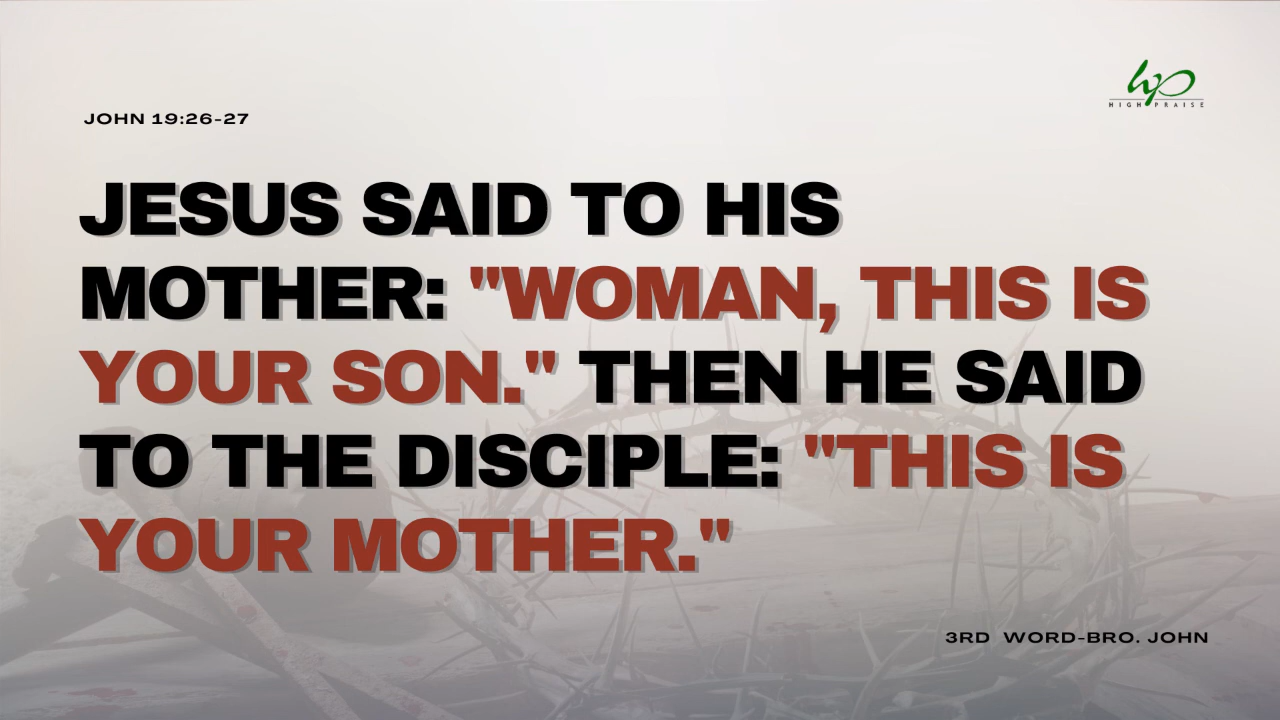 JOHN 19:26-27
hp
HIGH PRAISE
JESUS SAID TO HIS
MOTHER: "WOMAN, THIS IS
YOUR SON." THEN HE SAID
TO THE DISCIPLE: "THIS IS
YOUR MOTHER."
3RD WORD-BRO. JOHN